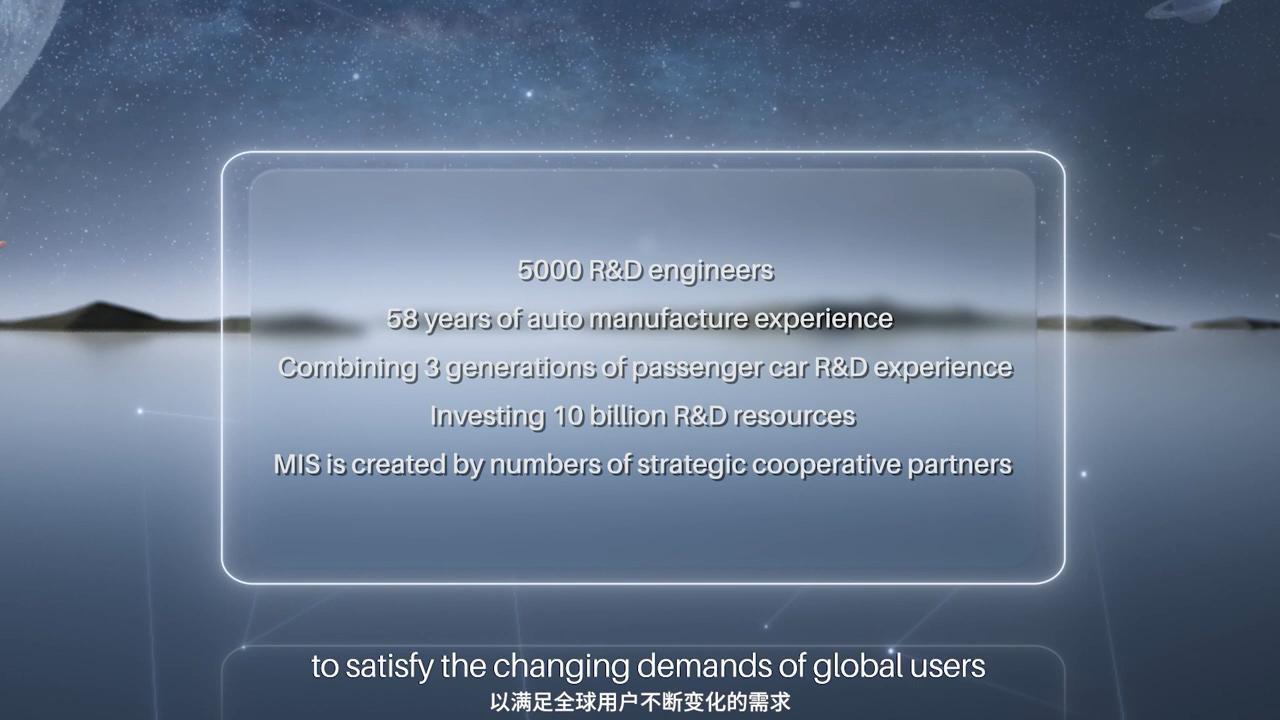 5000 R&D engineers
58 years of auto manufacture experience
Combining 3 generations of passenger car R&D experience
Investing 10 billion R&D resources
MIS is created by numbers of strategic cooperative partners
to satisfy the changing demands of global users
以满足全球用户不断变化的需求